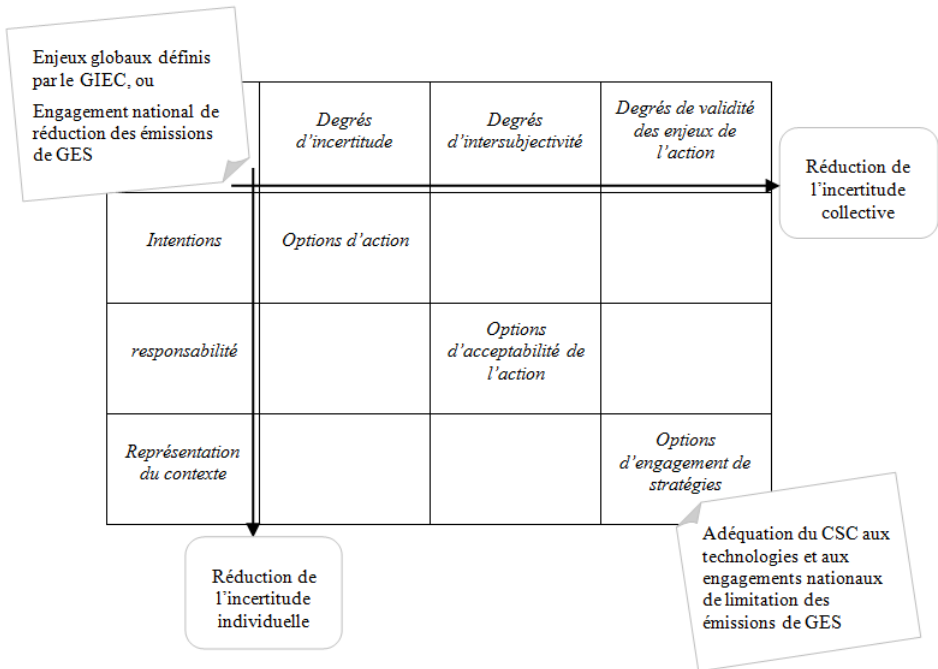 Enjeux globaux définis
par le GIEC, ou
Engagement national de
réduction des émissions
de GES
Degrés
d'incertitude
Degrés
d'intersubjectivité
Degrés de validité
des enjeux de
l'action
Réduction de
l'incertitude
collective
Intentions
Options d'action
responsabilité
Options
d'acceptabilité de
l'action
Représentation
du contexte
Options
d'engagement de
stratégies
Réduction de
l'incertitude
individuelle
Adéquation du CSC aux
technologies et aux
engagements nationaux
de limitation des
émissions de GES